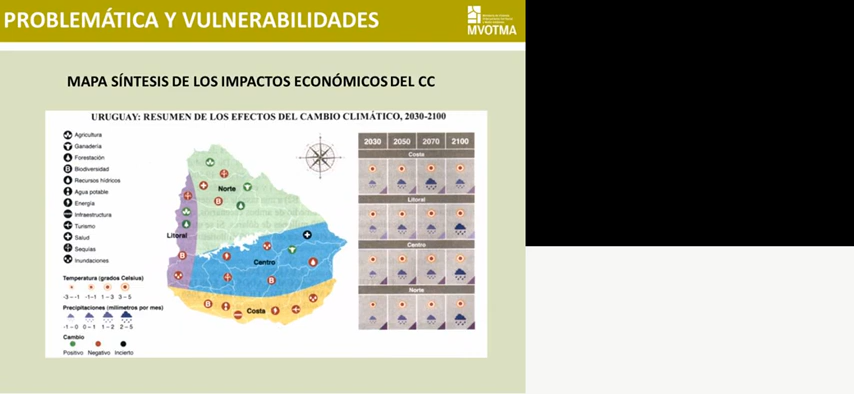 PROBLEMÁTICA Y VULNERABILIDADES
MVOTMA
MAPA SÍNTESIS DE LOS IMPACTOS ECONÓMICOS DEL CC
URUGUAY: RESUMEN DE LOS EFECTOS DEL CAMBIO CLIMÁTICO, 2030-2100
Agricultura
Ganadería
Forestación
B Biodiversidad
Recursos hídricos
Agua potable
Energía
Infraestructura
Turismo
Salud
Sequías
Inundaciones
Temperatura (grados Celsius)
-3 – -1 -1-1 1 – 3 3 – 5
Precipitaciones (milímetros por mes)
-1 – 0 0 – 1 1 – 2 2 – 5
Cambio
Positivo Negativo Incierto
Norte
B
Litoral
B
Centro
B
B
Costa
2030 2050 2070 2100
Costa
Litoral
Centro
Norte